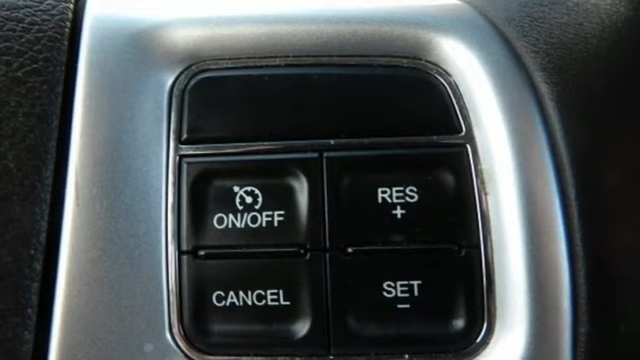 ON/OFF
RES
+
CANCEL
SET
-